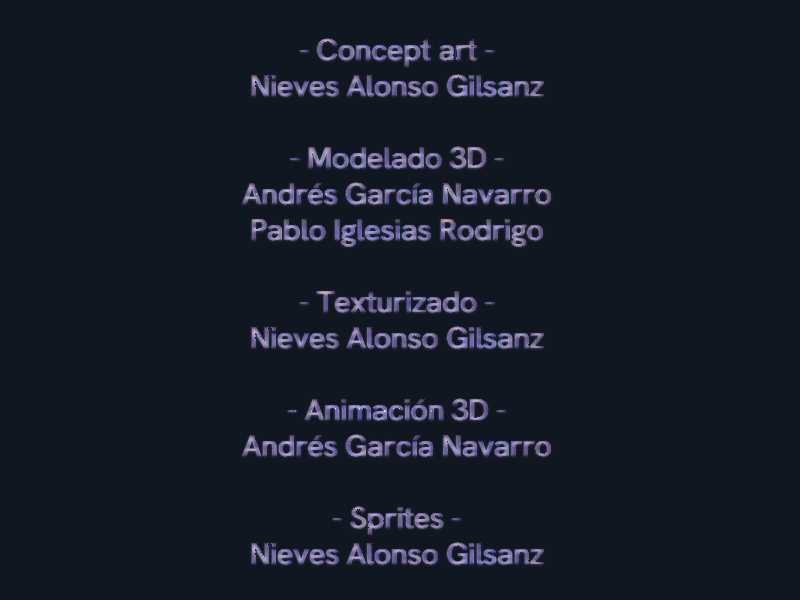 - Concept art -
Nieves Alonso Gilsanz
- Modelado 3D -
Andrés García Navarro
Pablo Iglesias Rodrigo
- Texturizado -
Nieves Alonso Gilsanz
- Animación 3D -
Andrés García Navarro
- Sprites -
Nieves Alonso Gilsanz